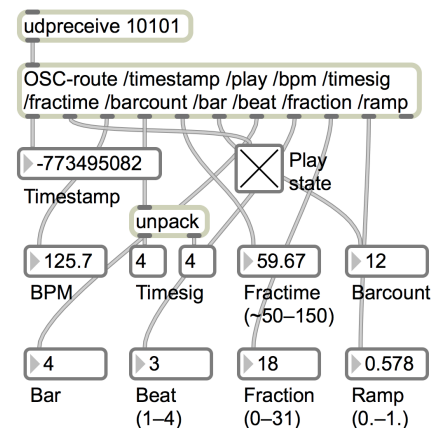 udpreceive 10101
OSC-route /timestamp /play /bpm /timesig
/fractime /barcount /bar /beat /fraction /ramp
-773495082
Timestamp
Play
state
unpack
125.7
BPM
4
4
Timesig
59.67
Fractime
(~50–150)
12
Barcount
4
Bar
3
Beat
(1–4)
18
Fraction
(0–31)
0.578
Ramp
(0.–1.)